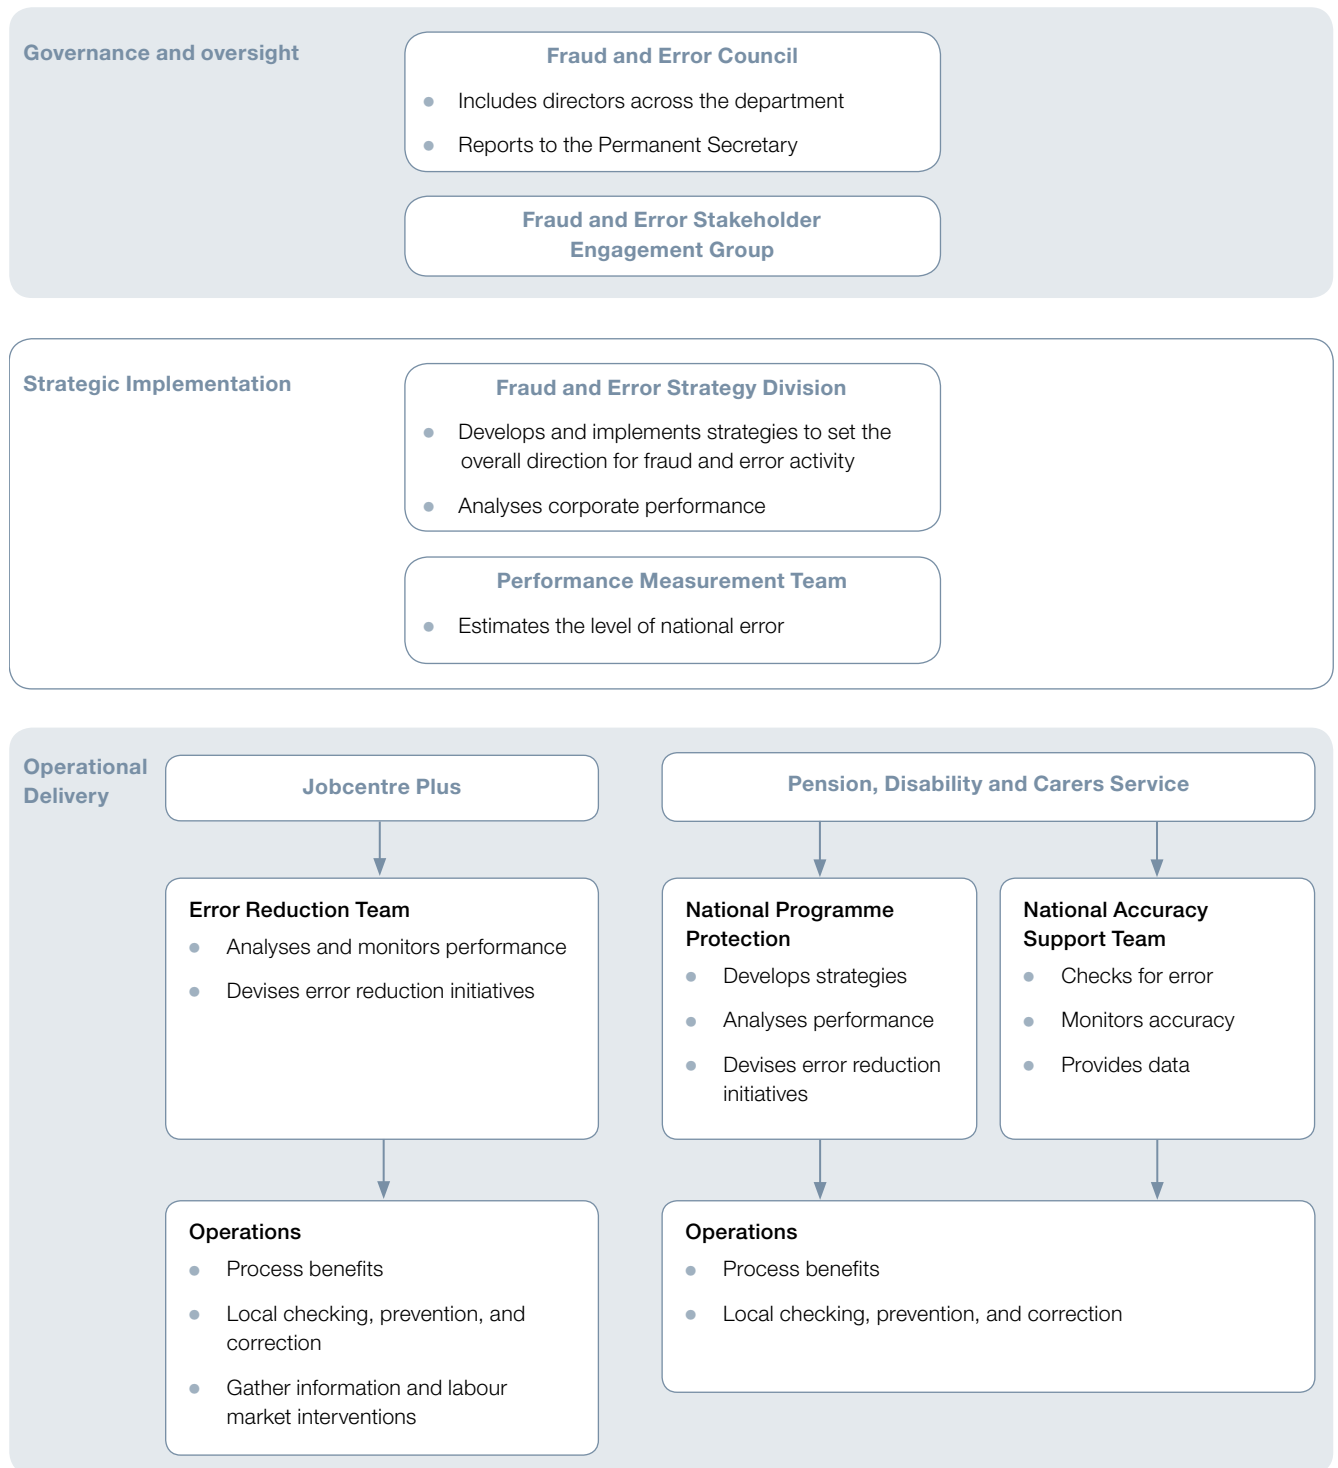 Governance and oversight
Fraud and Error Council
● Includes directors across the department
● Reports to the Permanent Secretary
Fraud and Error Stakeholder
Engagement Group
Strategic Implementation
Fraud and Error Strategy Division
● Develops and implements strategies to set the
overall direction for fraud and error activity
● Analyses corporate performance
Performance Measurement Team
● Estimates the level of national error
Operational
Delivery
Jobcentre Plus
Error Reduction Team
● Analyses and monitors performance
● Devises error reduction initiatives
Operations
● Process benefits
● Local checking, prevention, and
correction
● Gather information and labour
market interventions
Pension, Disability and Carers Service
National Programme
Protection
● Develops strategies
● Analyses performance
● Devises error reduction
initiatives
National Accuracy
Support Team
● Checks for error
● Monitors accuracy
● Provides data
Operations
● Process benefits
● Local checking, prevention, and correction